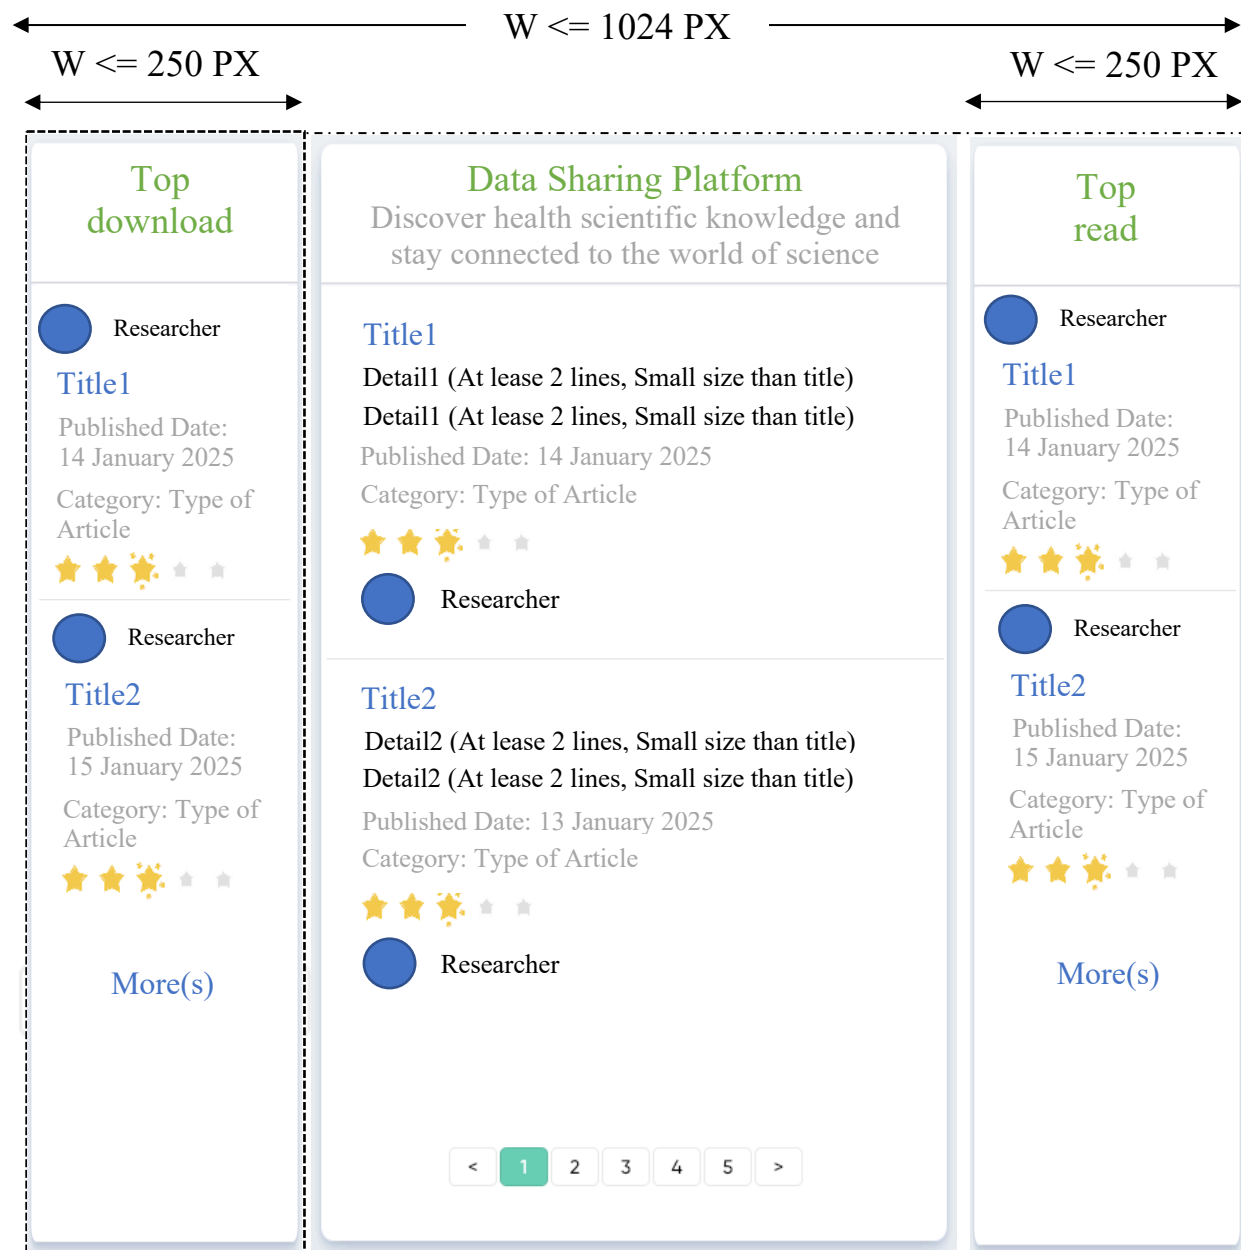 W <= 1024 PX
W <= 250 PX
W <= 250 PX
Top
download
Researcher
Title1
Published Date:
14 January 2025
Category: Type of
Article
Researcher
Title2
Published Date:
15 January 2025
Category: Type of
Article
More(s)
Data Sharing Platform
Discover health scientific knowledge and
stay connected to the world of science
Title1
Detail1 (At lease 2 lines, Small size than title)
Detail1 (At lease 2 lines, Small size than title)
Published Date: 14 January 2025
Category: Type of Article
Researcher
Title2
Detail2 (At lease 2 lines, Small size than title)
Detail2 (At lease 2 lines, Small size than title)
Published Date: 13 January 2025
Category: Type of Article
Researcher
< 1 2 3 4 5 >
Top
read
Researcher
Title1
Published Date:
14 January 2025
Category: Type of
Article
Researcher
Title2
Published Date:
15 January 2025
Category: Type of
Article
More(s)